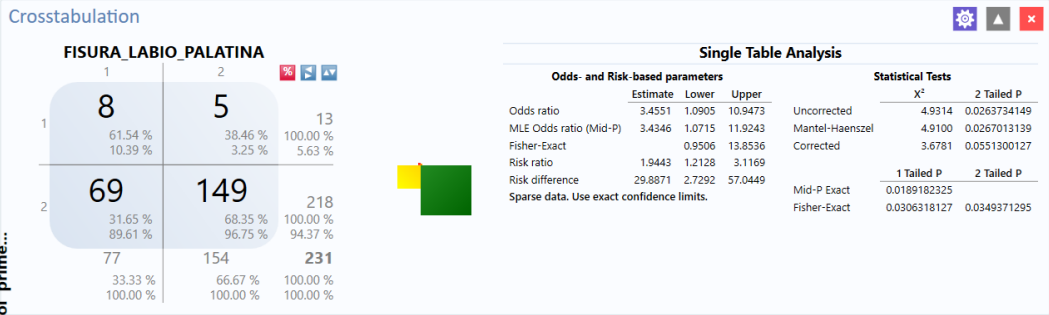 Crosstabulation
FISURA_LABIO_PALATINA
1 2
%
1 8 5 13
61.54 % 38.46 % 100.00 %
10.39 % 3.25 % 5.63 %
2 69 149 218
31.65 % 68.35 % 100.00 %
89.61 % 96.75 % 94.37 %
77 154 231
33.33 % 66.67 % 100.00 %
100.00 % 100.00 % 100.00 %
or prime...
Single Table Analysis
Odds- and Risk-based parameters
Estimate Lower Upper
Odds ratio 3.4551 1.0905 10.9473
MLE Odds ratio (Mid-P) 3.4346 1.0715 11.9243
Fisher-Exact 0.9506 13.8536
Risk ratio 1.9443 1.2128 3.1169
Risk difference 29.8871 2.7292 57.0449
Sparse data. Use exact confidence limits.
Statistical Tests
X² 2 Tailed P
Uncorrected 4.9314 0.0263734149
Mantel-Haenszel 4.9100 0.0267013139
Corrected 3.6781 0.0551300127
1 Tailed P 2 Tailed P
Mid-P Exact 0.0189182325
Fisher-Exact 0.0306318127 0.0349371295